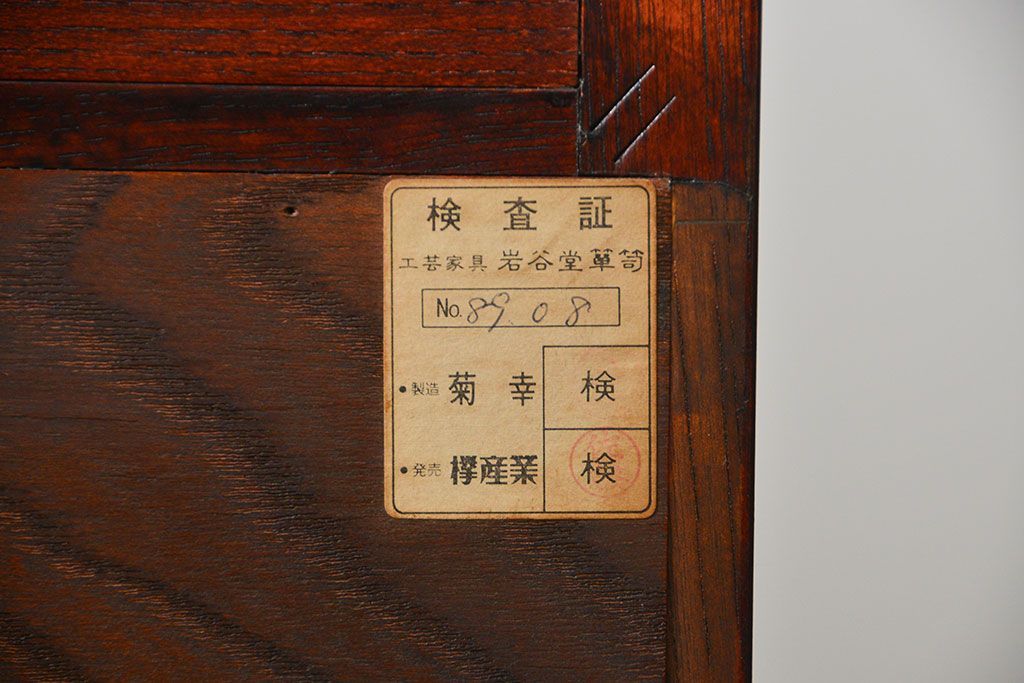 検査証
工芸家具 岩谷堂簞笥
No. 89.08
• 製造 菊幸 検
• 発売 欅産業 検